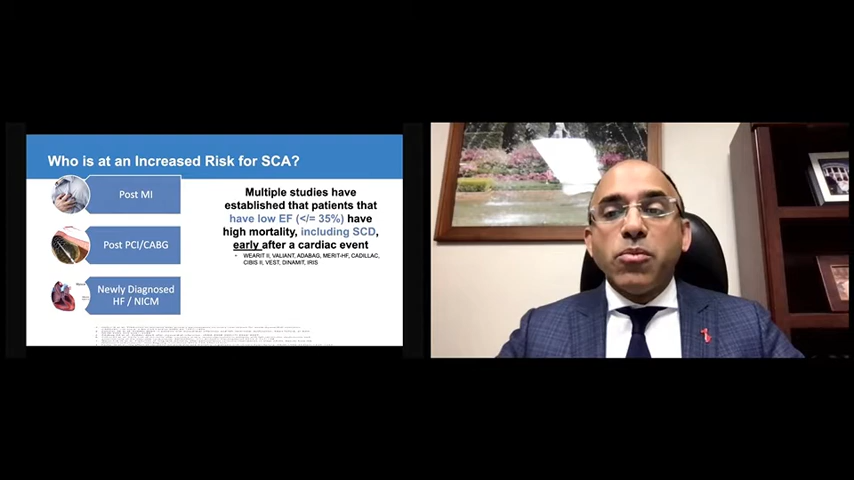 Who is at an Increased Risk for SCA?
Post MI
Post PCI/CABG
Newly Diagnosed
HF / NICM
Multiple studies have
established that patients that
have low EF (</= 35%) have
high mortality, including SCD,
early after a cardiac event
• WEARIT II, VALIANT, ADABAG, MERIT-HF, CADILLAC,
CIBIS II, VEST, DINAMIT, IRIS